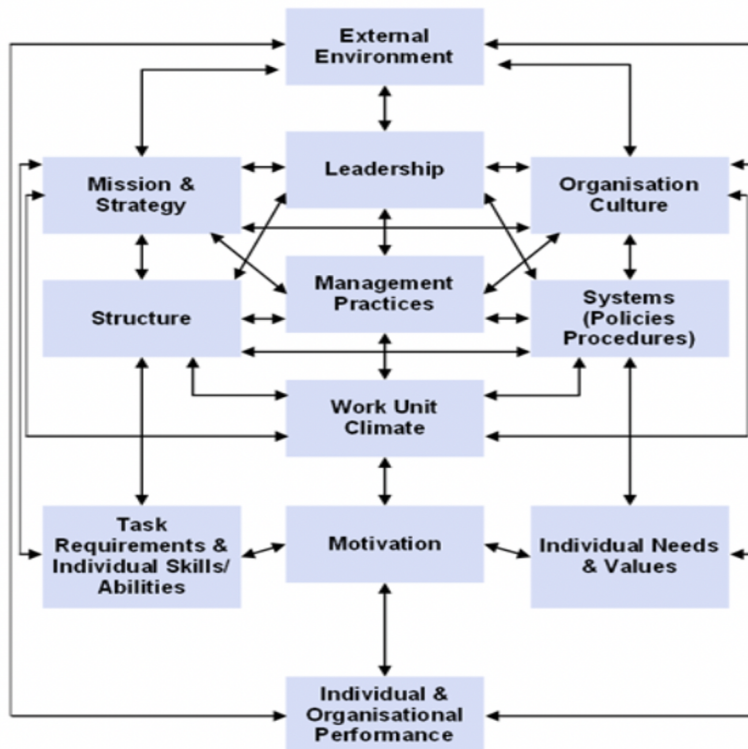 External
Environment
Leadership
Mission &
Strategy
Organisation
Culture
Management
Practices
Structure
Systems
(Policies
Procedures)
Work Unit
Climate
Task
Requirements &
Individual Skills/
Abilities
Motivation
Individual Needs
& Values
Individual &
Organisational
Performance